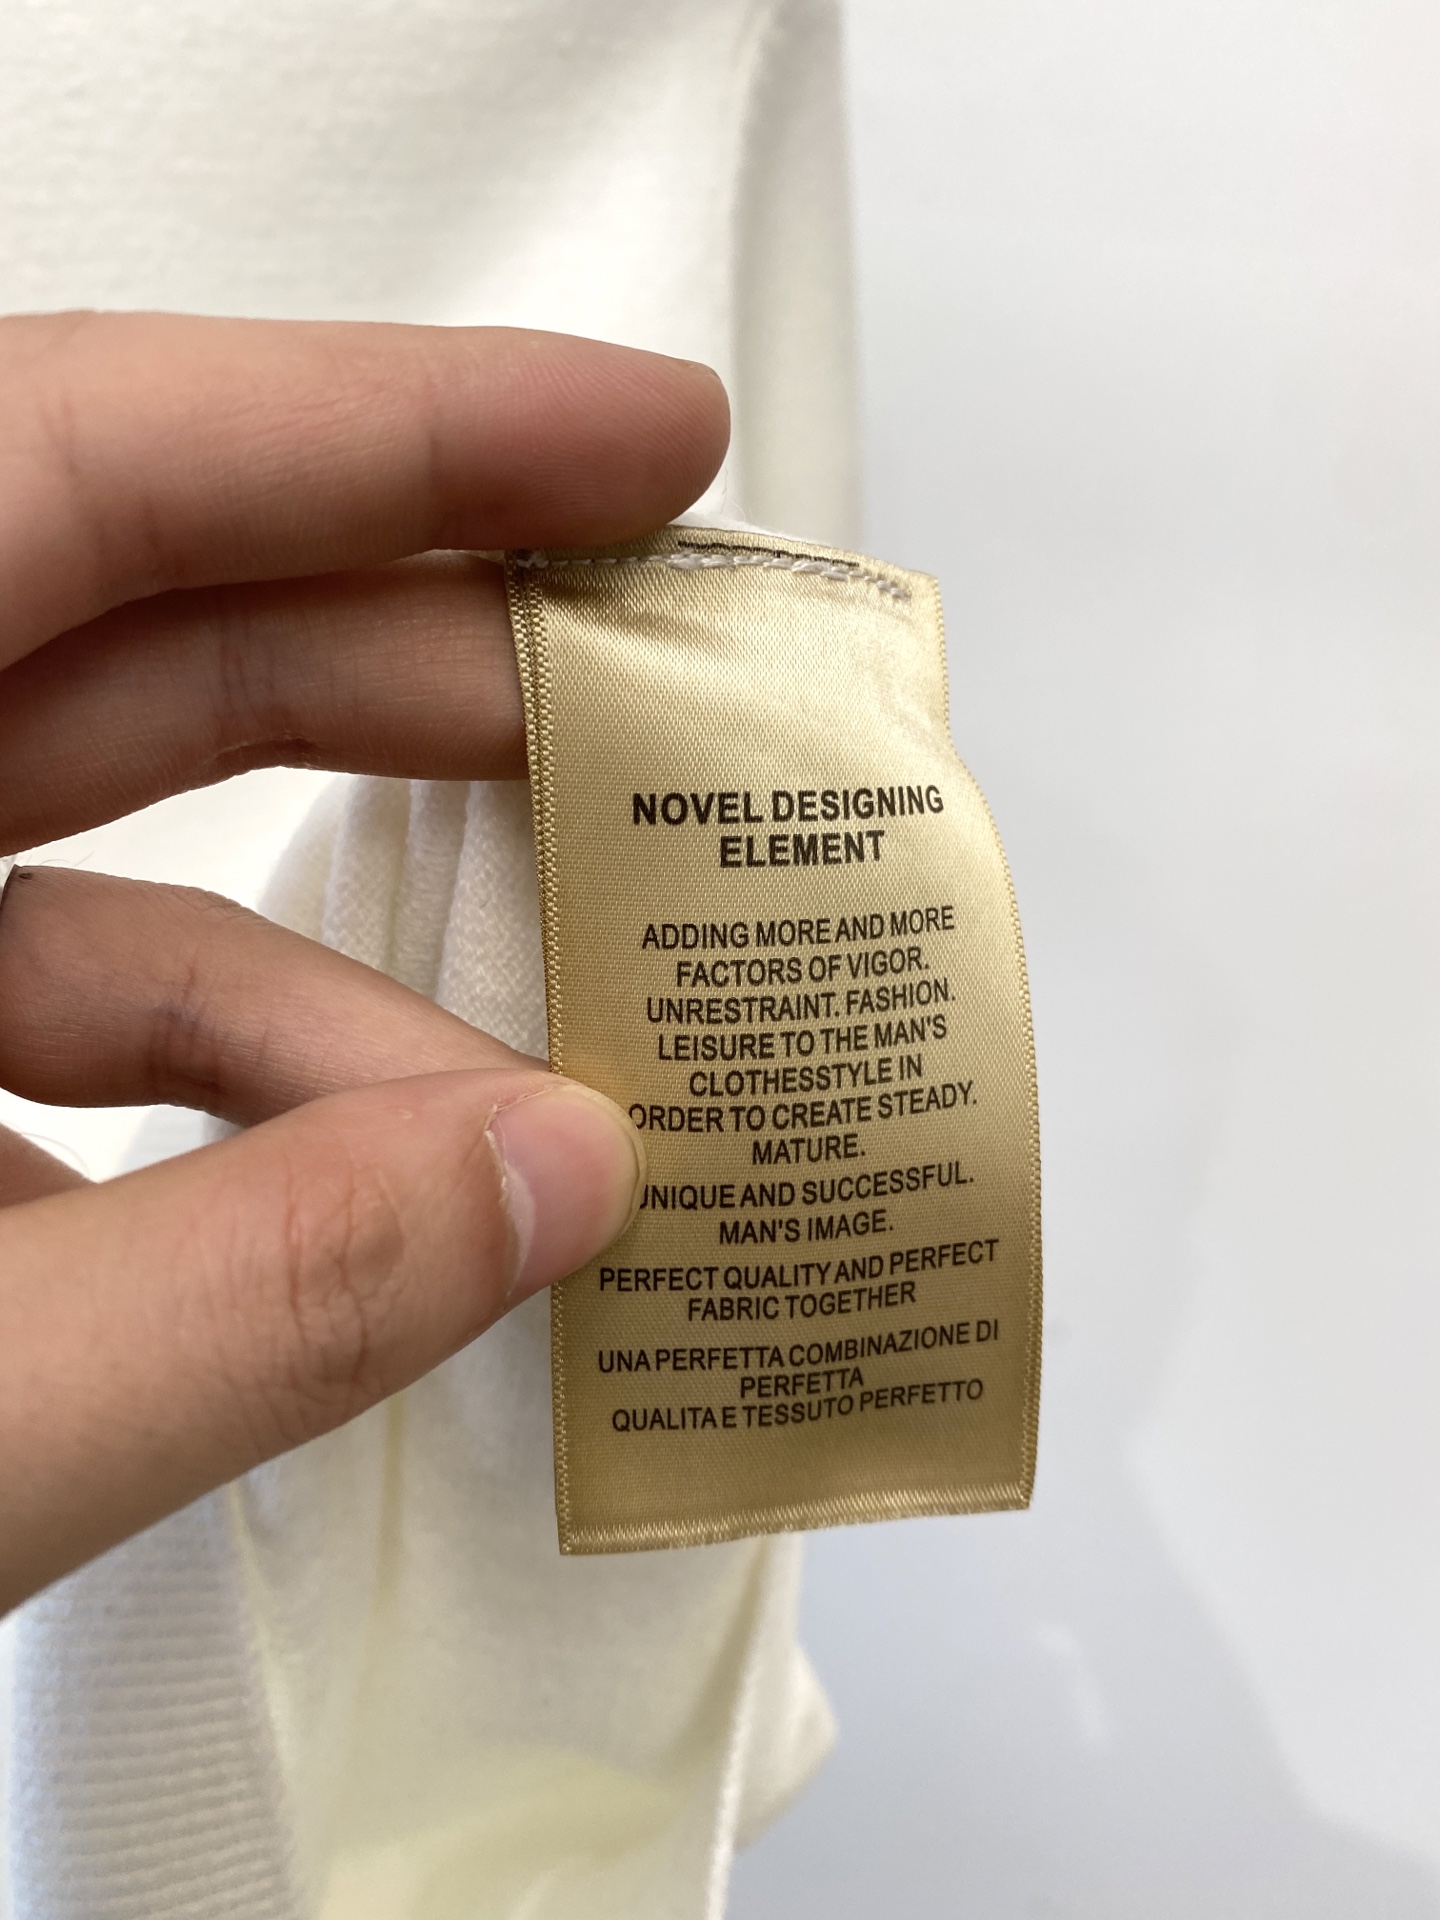 NOVEL DESIGNING
ELEMENT
ADDING MORE AND MORE
FACTORS OF VIGOR.
UNRESTRAINT. FASHION.
LEISURE TO THE MAN'S
CLOTHESSTYLE IN
ORDER TO CREATE STEADY.
MATURE.
UNIQUE AND SUCCESSFUL.
MAN'S IMAGE.
PERFECT QUALITY AND PERFECT
FABRIC TOGETHER
UNA PERFETTA COMBINAZIONE DI
PERFETTA
QUALITA E TESSUTO PERFETTO